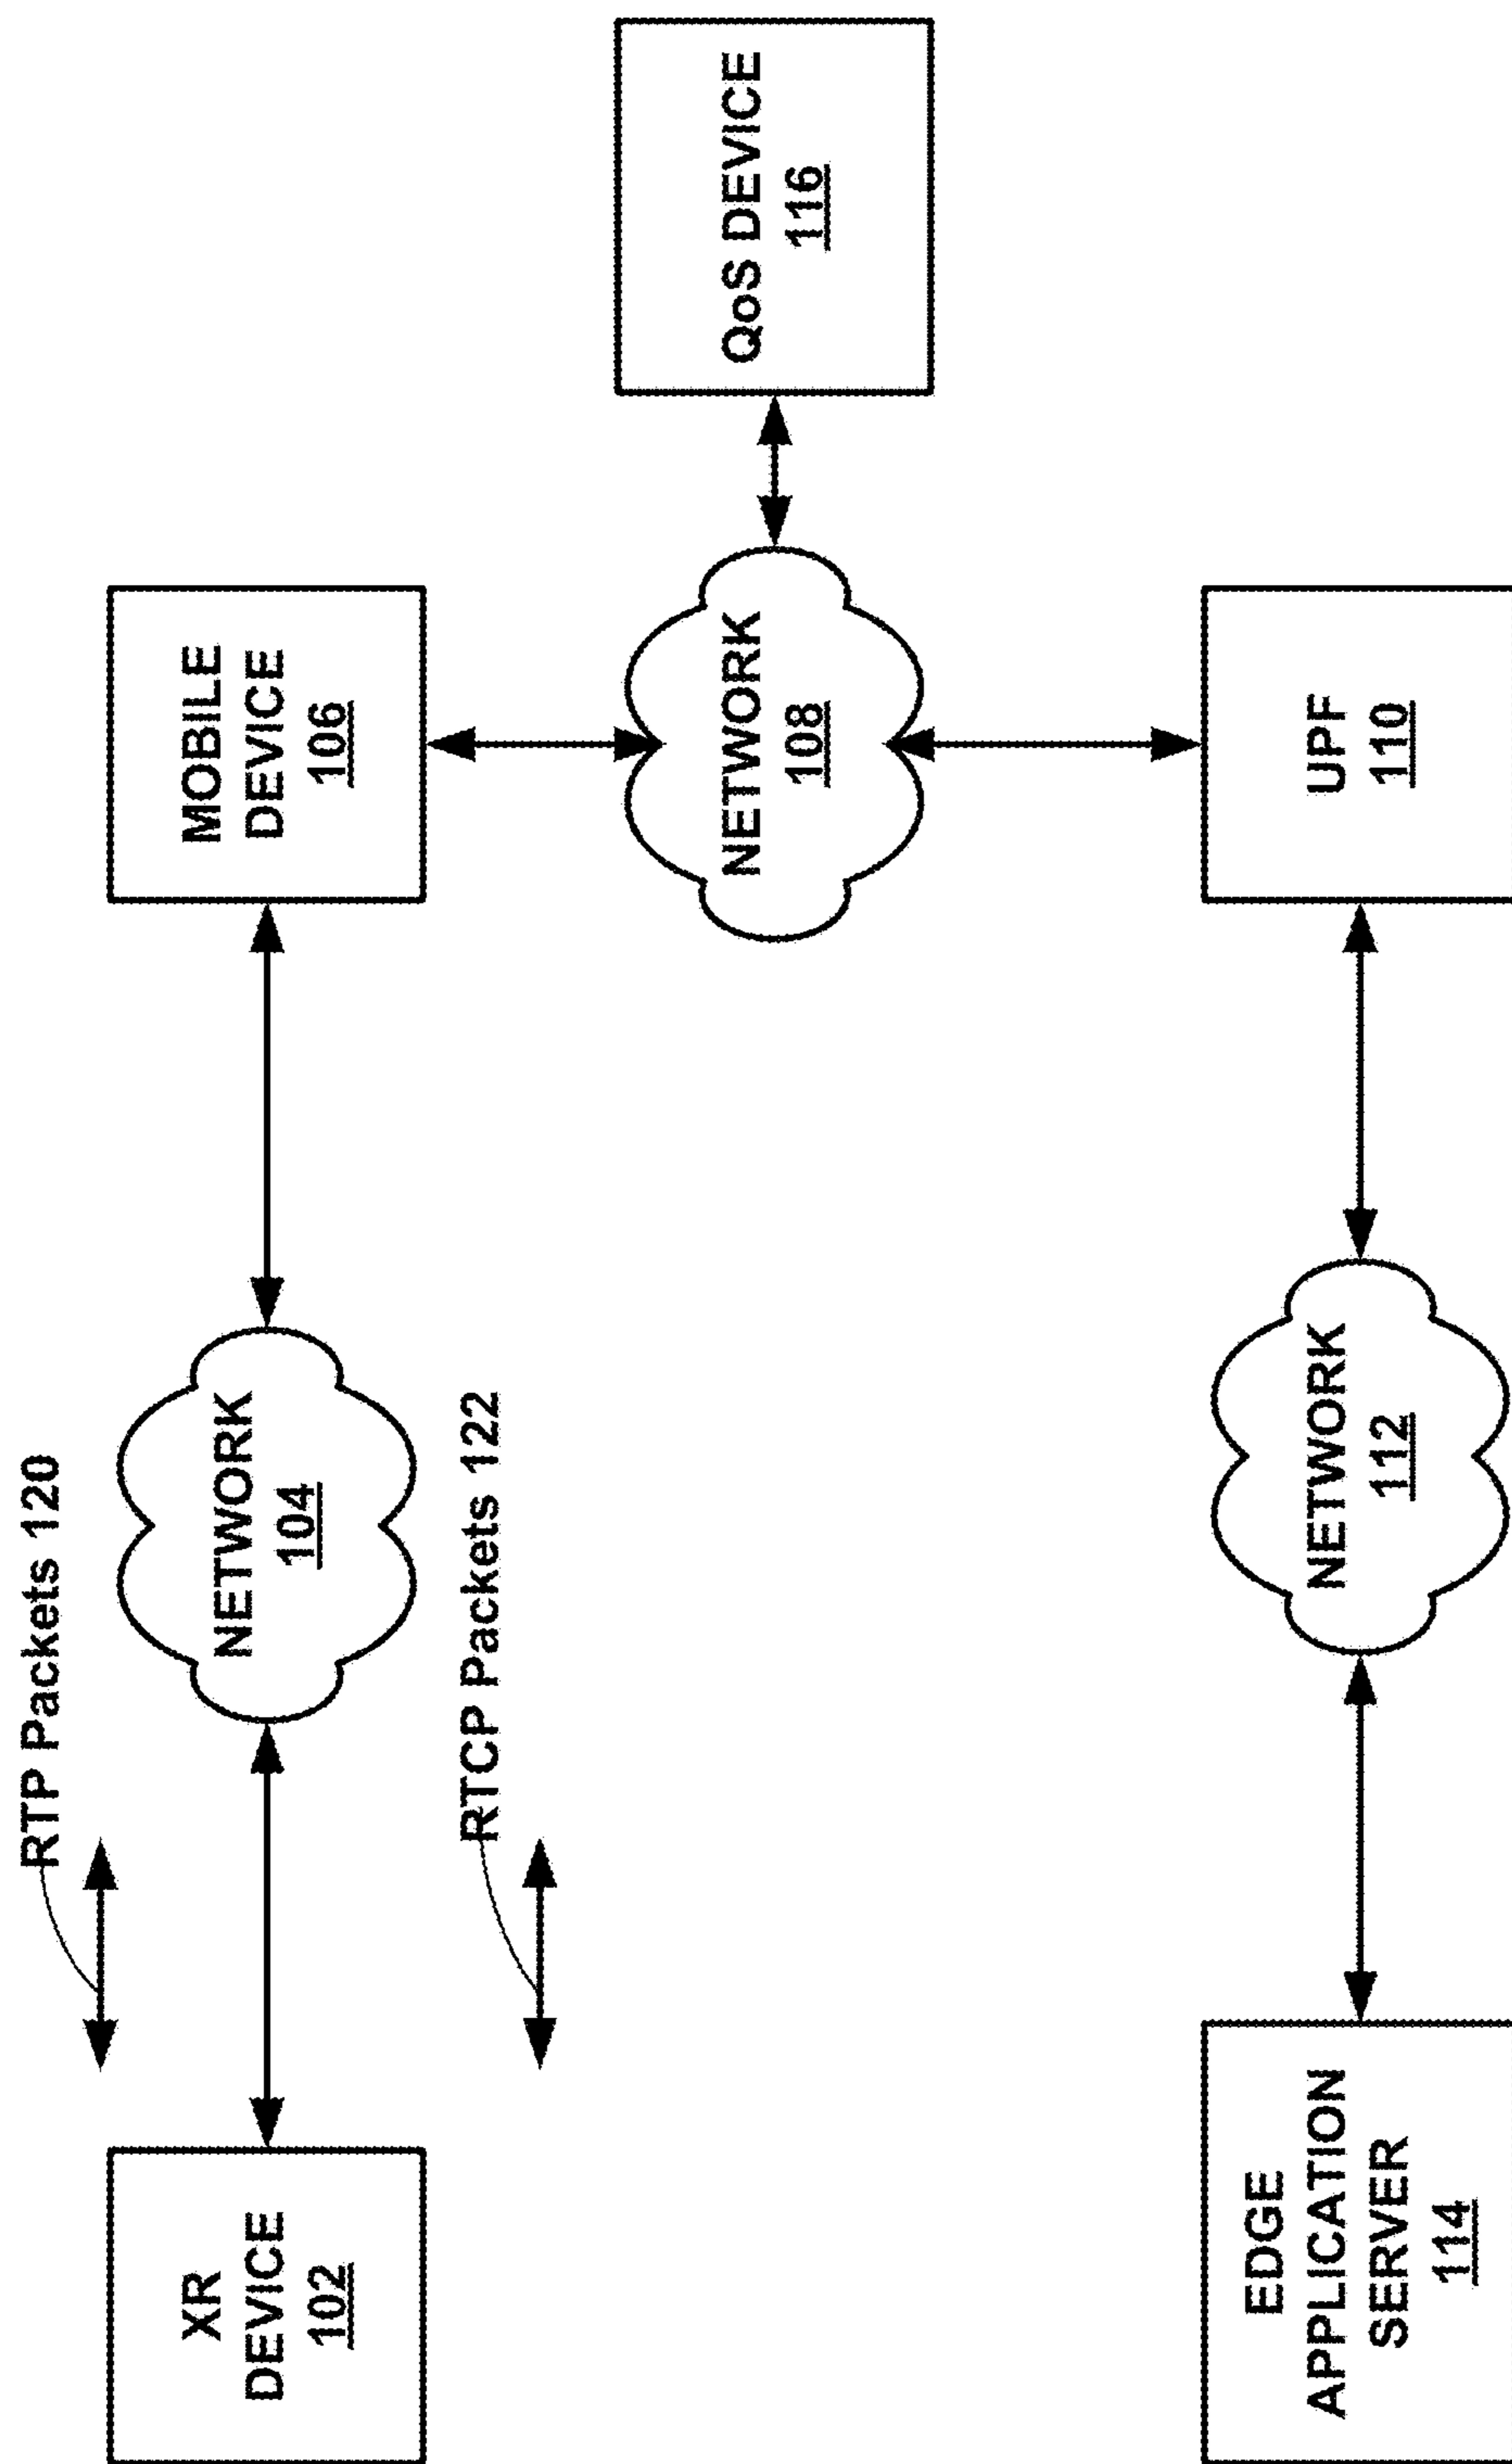 RTP Packets 120
XR
DEVICE
102
NETWORK
104
MOBILE
DEVICE
106
RTCP Packets 122
NETWORK
108
QoS DEVICE
116
EDGE
APPLICATION
SERVER
114
NETWORK
112
UPF
110